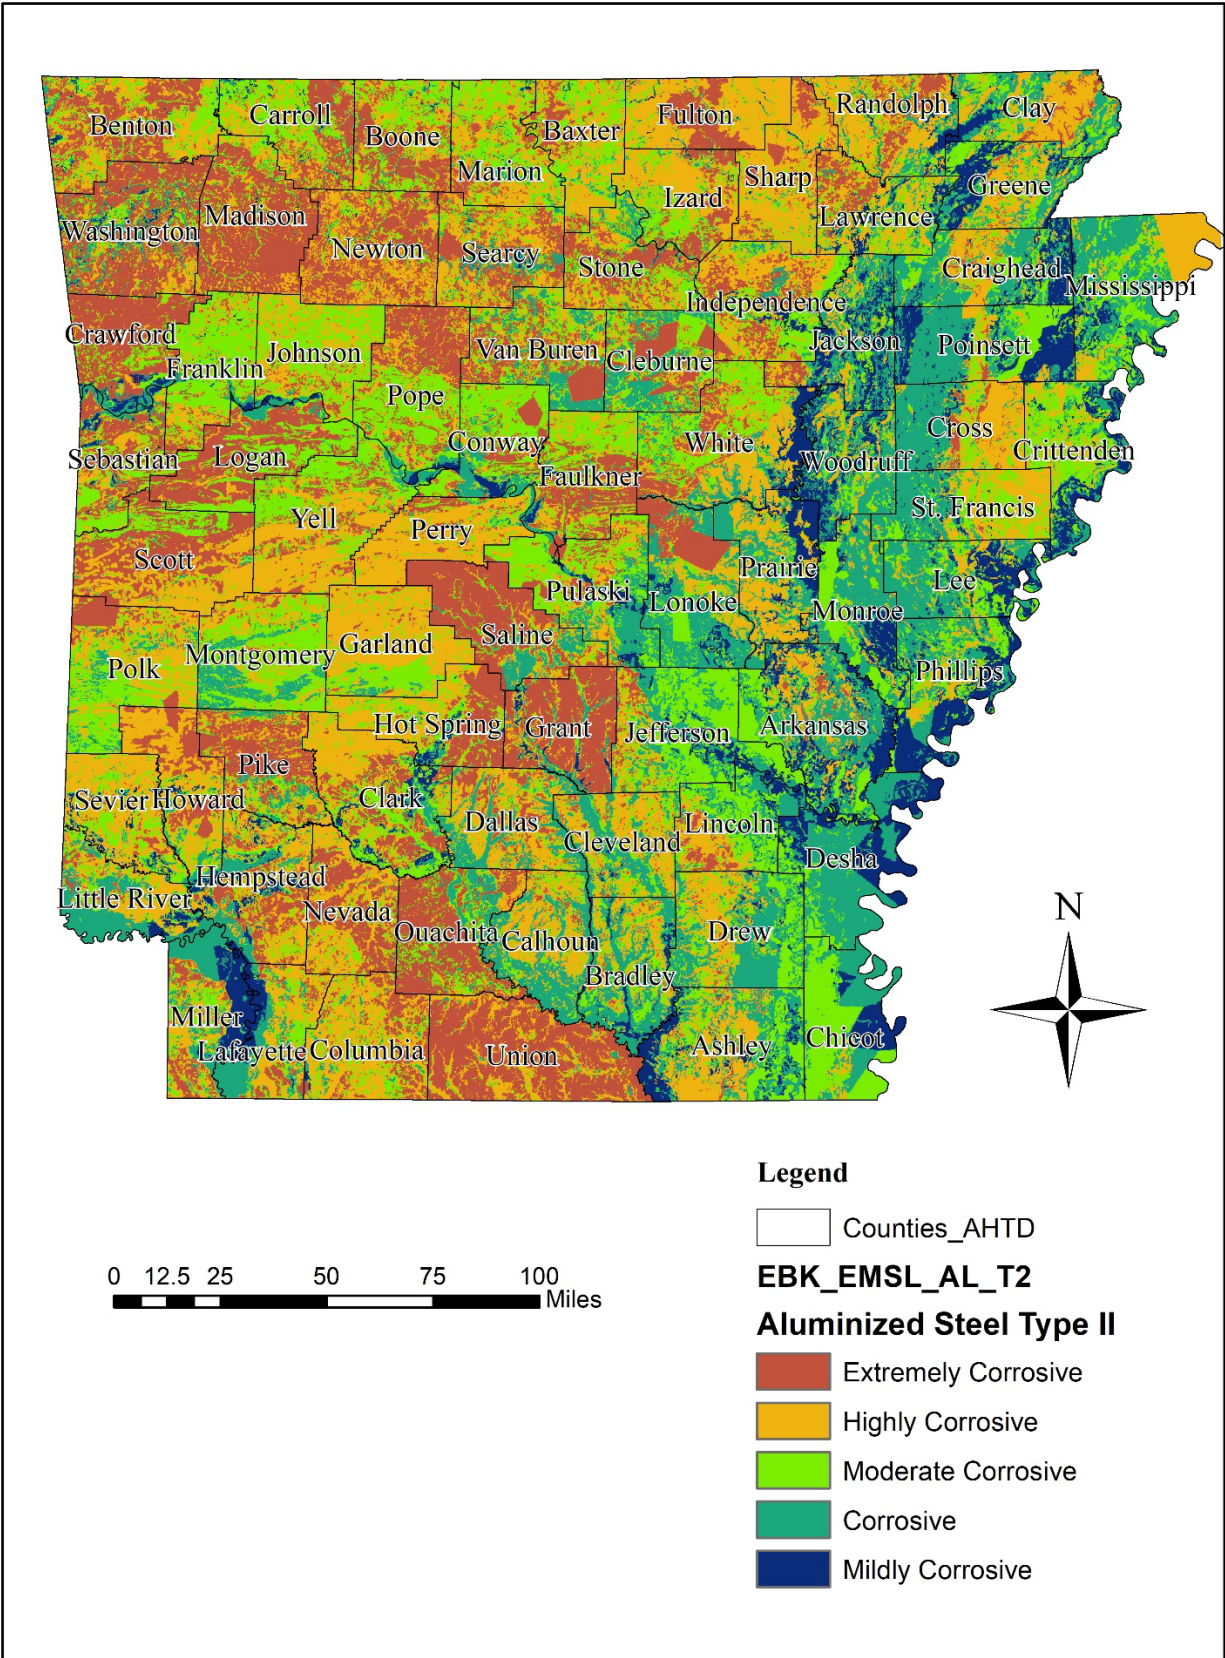 Benton
Carroll
Boone
Marion
Baxter
Fulton
Randolph
Clay
Izard
Sharp
Lawrence
Greene
Washington
Madison
Newton
Searcy
Stone
Independence
Craighead
Mississippi
Crawford
Franklin
Johnson
Van Buren
Cleburne
Jackson
Poinsett
Pope
Conway
White
Cross
Crittenden
Sebastian
Logan
Faulkner
Woodruff
St. Francis
Scott
Yell
Perry
Pulaski
Lonoke
Prairie
Monroe
Lee
Polk
Montgomery
Garland
Saline
Phillips
Hot Spring
Grant
Jefferson
Arkansas
Pike
Sevier
Howard
Clark
Dallas
Cleveland
Lincoln
Desha
Little River
Hempstead
Nevada
Ouachita
Calhoun
Bradley
Drew
Miller
Lafayette
Columbia
Union
Ashley
Chicot
N
0 12.5 25 50 75 100
Miles
Legend
Counties_AHTD
EBK_EMSL_AL_T2
Aluminized Steel Type II
Extremely Corrosive
Highly Corrosive
Moderate Corrosive
Corrosive
Mildly Corrosive